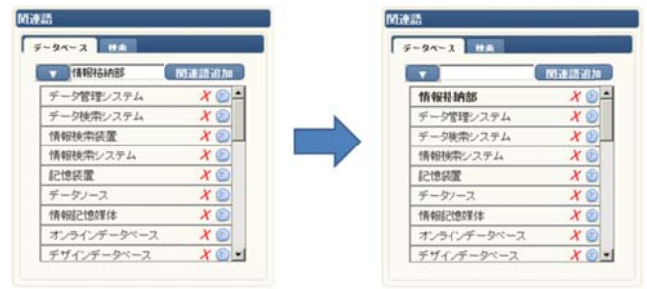 関連語
データベース 検索
▼ 情報格納部 関連語追加
データ管理システム X
データ検索システム X
情報検索装置 X
情報検索システム X
記憶装置 X
データソース X
情報記憶媒体 X
オンラインデータベース X
デザインデータベース X
関連語
データベース 検索
▼ 関連語追加
情報格納部 X
データ管理システム X
データ検索システム X
情報検索システム X
記憶装置 X
データソース X
情報記憶媒体 X
オンラインデータベース X
デザインデータベース X